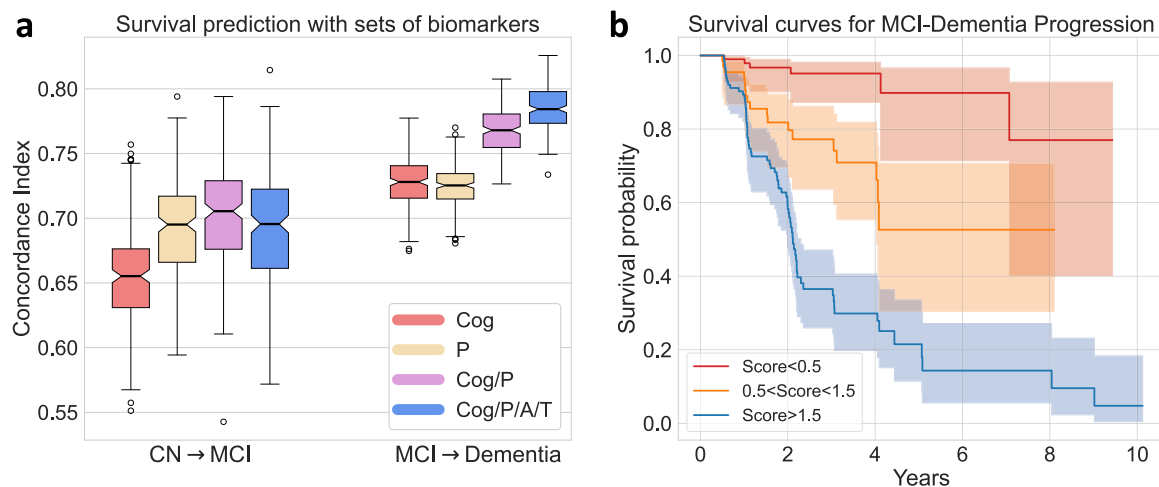 a
Survival prediction with sets of biomarkers
Concordance Index
0.80
0.75
0.70
0.65
0.60
0.55
Cog
P
Cog/P
Cog/P/A/T
CN → MCI
MCI → Dementia
b
Survival curves for MCI-Dementia Progression
Survival probability
1.0
0.8
0.6
0.4
0.2
0.0
Score<0.5
0.5<Score<1.5
Score>1.5
0
2
4
6
8
10
Years